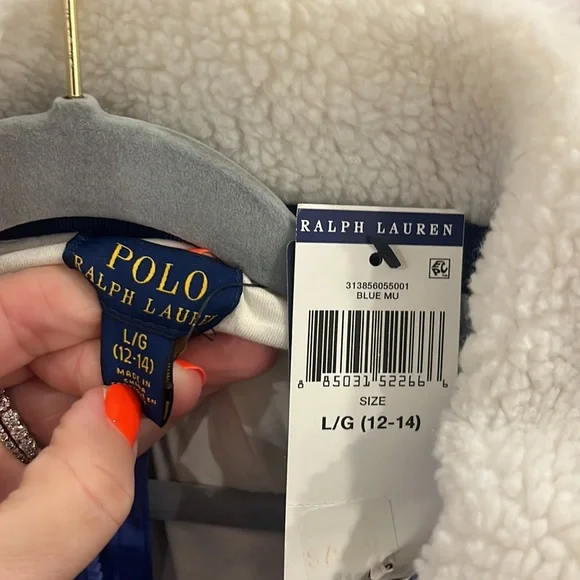 POLO
RALPH LAUREN
L/G
(12-14)
MADE IN
CHINA
RALPH LAUREN
313856055001
BLUE MU
8 85031 52266 6
SIZE
L/G (12-14)